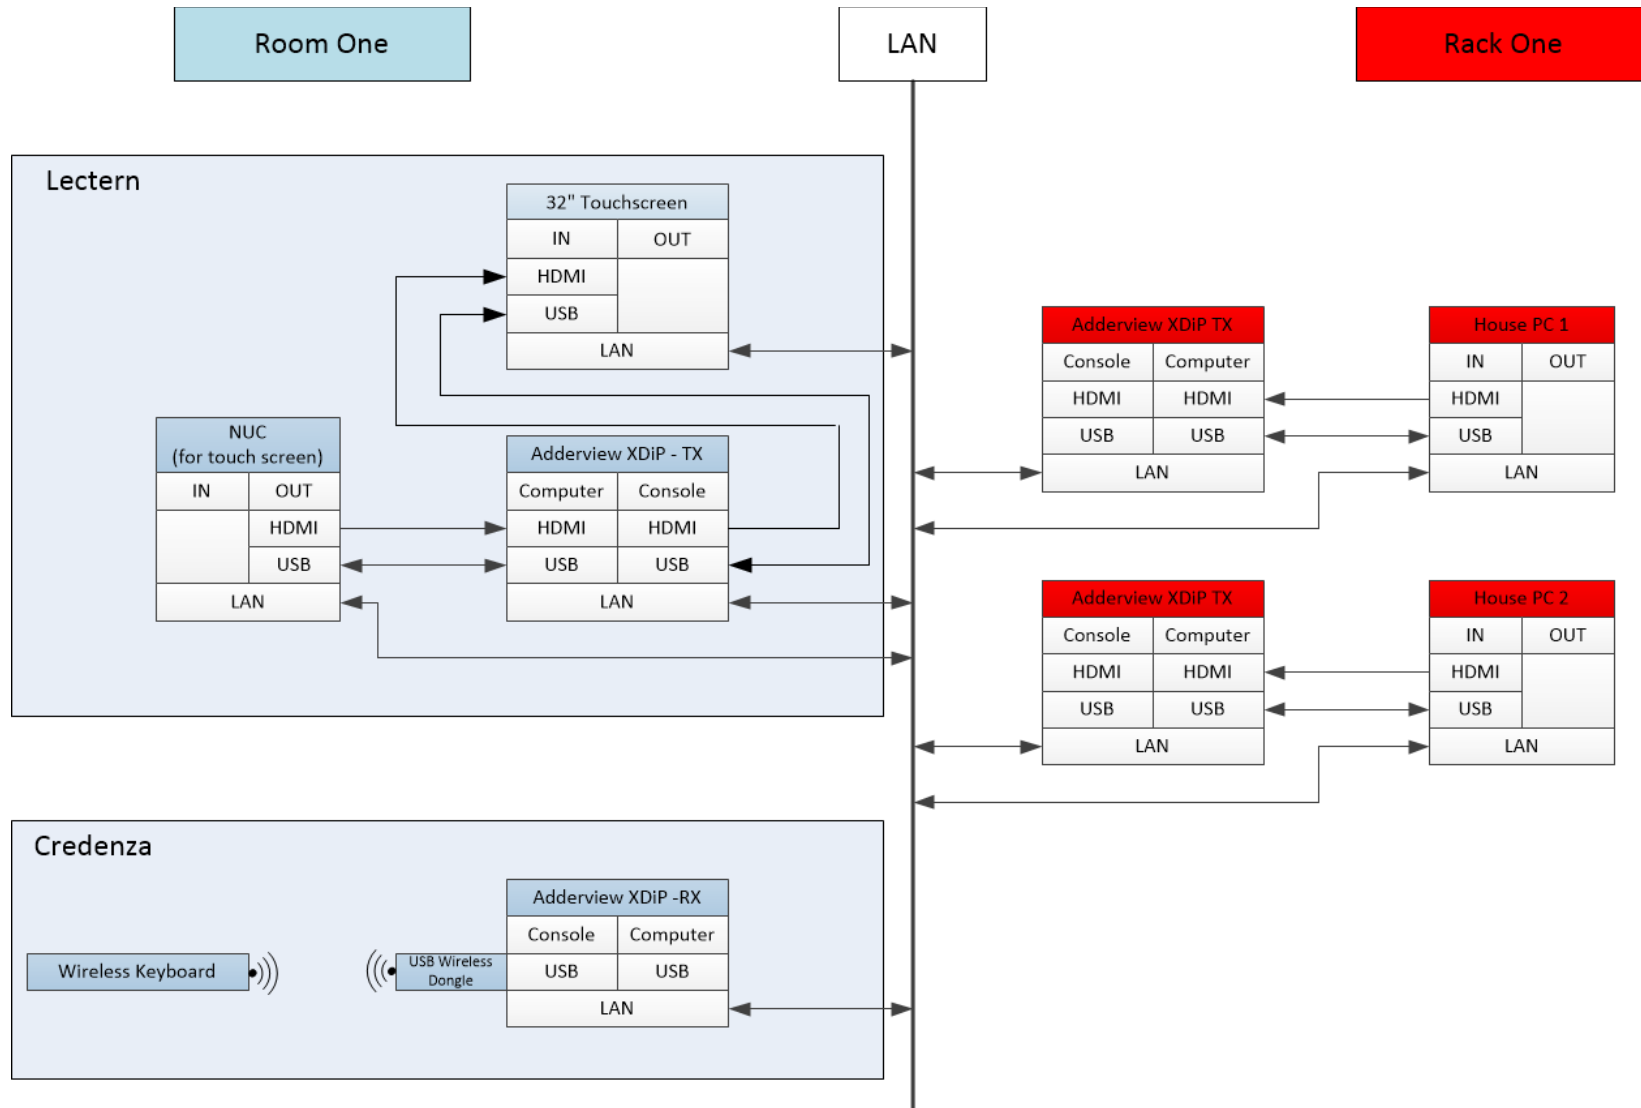 Room One
LAN
Rack One
Lectern
32" Touchscreen
IN
OUT
HDMI
USB
LAN
NUC
(for touch screen)
IN
OUT
HDMI
USB
LAN
Adderview XDiP - TX
Computer
Console
HDMI
HDMI
USB
USB
LAN
Adderview XDiP TX
Console
Computer
HDMI
HDMI
USB
USB
LAN
House PC 1
IN
OUT
HDMI
USB
LAN
Adderview XDiP TX
Console
Computer
HDMI
HDMI
USB
USB
LAN
House PC 2
IN
OUT
HDMI
USB
LAN
Credenza
Wireless Keyboard
USB Wireless
Dongle
Adderview XDiP -RX
Console
Computer
USB
USB
LAN